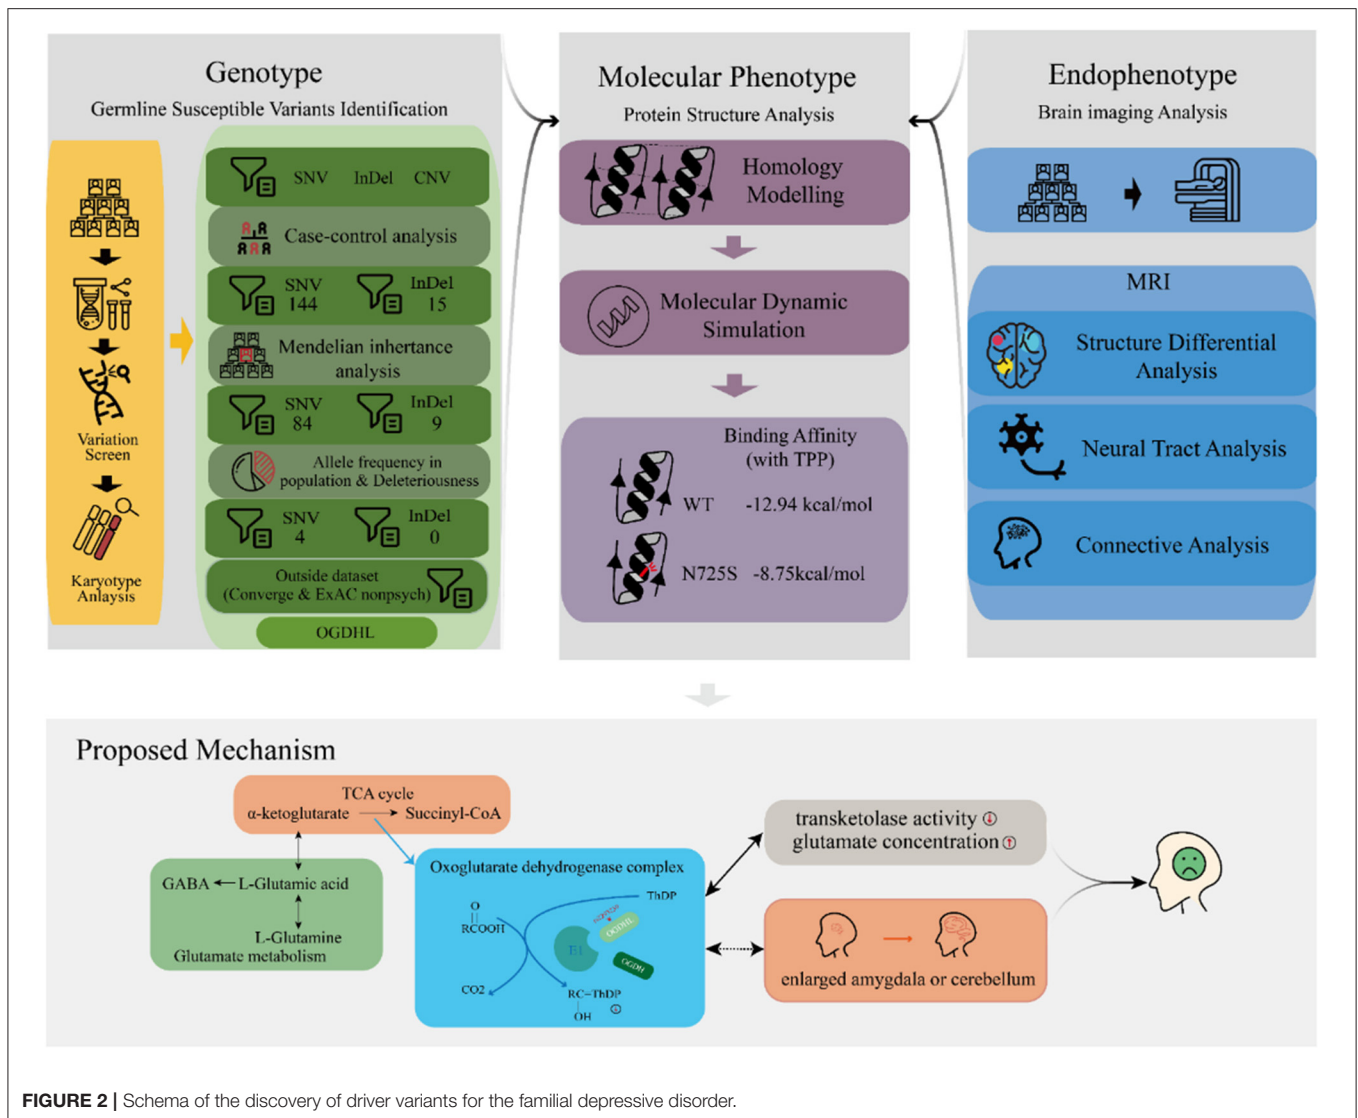 Genotype
Germline Susceptible Variants Identification
Variation
Screen
Karyotype
Anlaysis
SNV InDel CNV
Case-control analysis
SNV InDel
144 15
Mendelian inhertance
analysis
SNV InDel
84 9
Allele frequency in
population & Deleteriousness
SNV InDel
4 0
Outside dataset
(Converge & ExAC nonpsych)
OGDHL
Molecular Phenotype
Protein Structure Analysis
Homology
Modelling
Molecular Dynamic
Simulation
Binding Affinity
(with TPP)
WT -12.94 kcal/mol
N725S -8.75kcal/mol
Endophenotype
Brain imaging Analysis
MRI
Structure Differential
Analysis
Neural Tract Analysis
Connective Analysis
Proposed Mechanism
TCA cycle
α-ketoglutarate Succinyl-CoA
GABA L-Glutamic acid
L-Glutamine
Glutamate metabolism
Oxoglutarate dehydrogenase complex
ThDP
O
RCOOH
E1
OGDHL
OGDH
CO2
RC-ThDP
OH
transketolase activity
glutamate concentration
enlarged amygdala or cerebellum
FIGURE 2 | Schema of the discovery of driver variants for the familial depressive disorder.